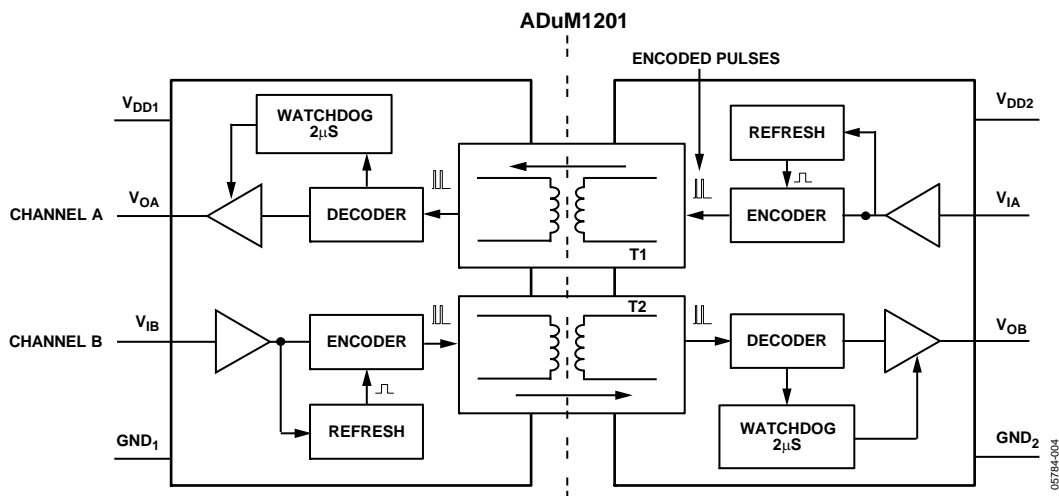 ADuM1201
ENCODED PULSES
VDD1
WATCHDOG
2μS
REFRESH
VDD2
CHANNEL A
VOA
DECODER
ENCODER
VIA
T1
T2
CHANNEL B
VIB
ENCODER
DECODER
VOB
REFRESH
WATCHDOG
2μS
GND1
GND2
05784-004